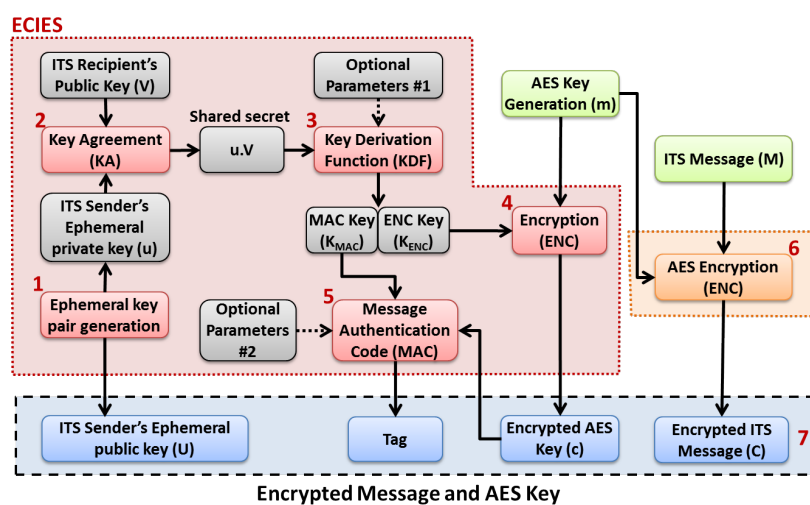 ECIES
ITS Recipient's
Public Key (V)
Optional
Parameters #1
AES Key
Generation (m)
2
Key Agreement
(KA)
Shared secret
u.V
3
Key Derivation
Function (KDF)
ITS Message (M)
ITS Sender's
Ephemeral
private key (u)
MAC Key
(KMAC)
ENC Key
(KENC)
4
Encryption
(ENC)
6
AES Encryption
(ENC)
1
Ephemeral key
pair generation
Optional
Parameters
#2
5
Message
Authentication
Code (MAC)
ITS Sender's Ephemeral
public key (U)
Tag
Encrypted AES
Key (c)
Encrypted ITS
Message (C)
7
Encrypted Message and AES Key